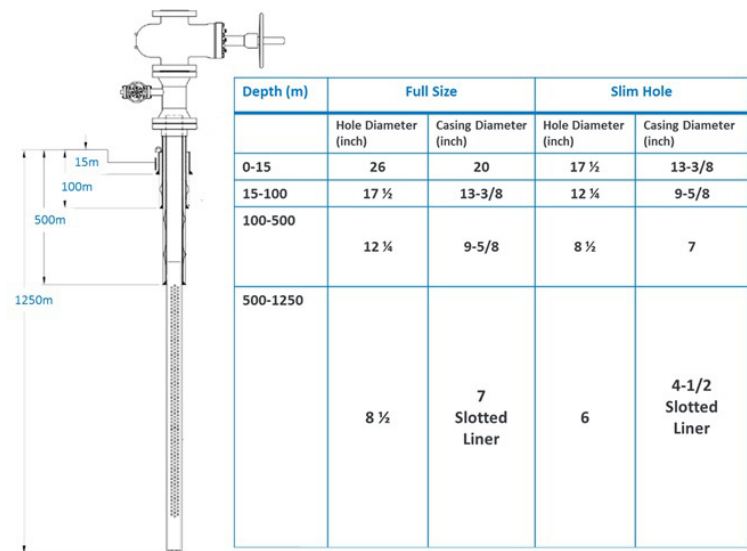 15m
100m
500m
1250m
Depth (m) Full Size Slim Hole
Hole Diameter (inch) Casing Diameter (inch) Hole Diameter (inch) Casing Diameter (inch)
0-15 26 20 17 ½ 13-3/8
15-100 17 ½ 13-3/8 12 ¼ 9-5/8
100-500
12 ¼ 9-5/8 8 ½ 7
500-1250
8 ½ 7 Slotted Liner 6 4-1/2 Slotted Liner